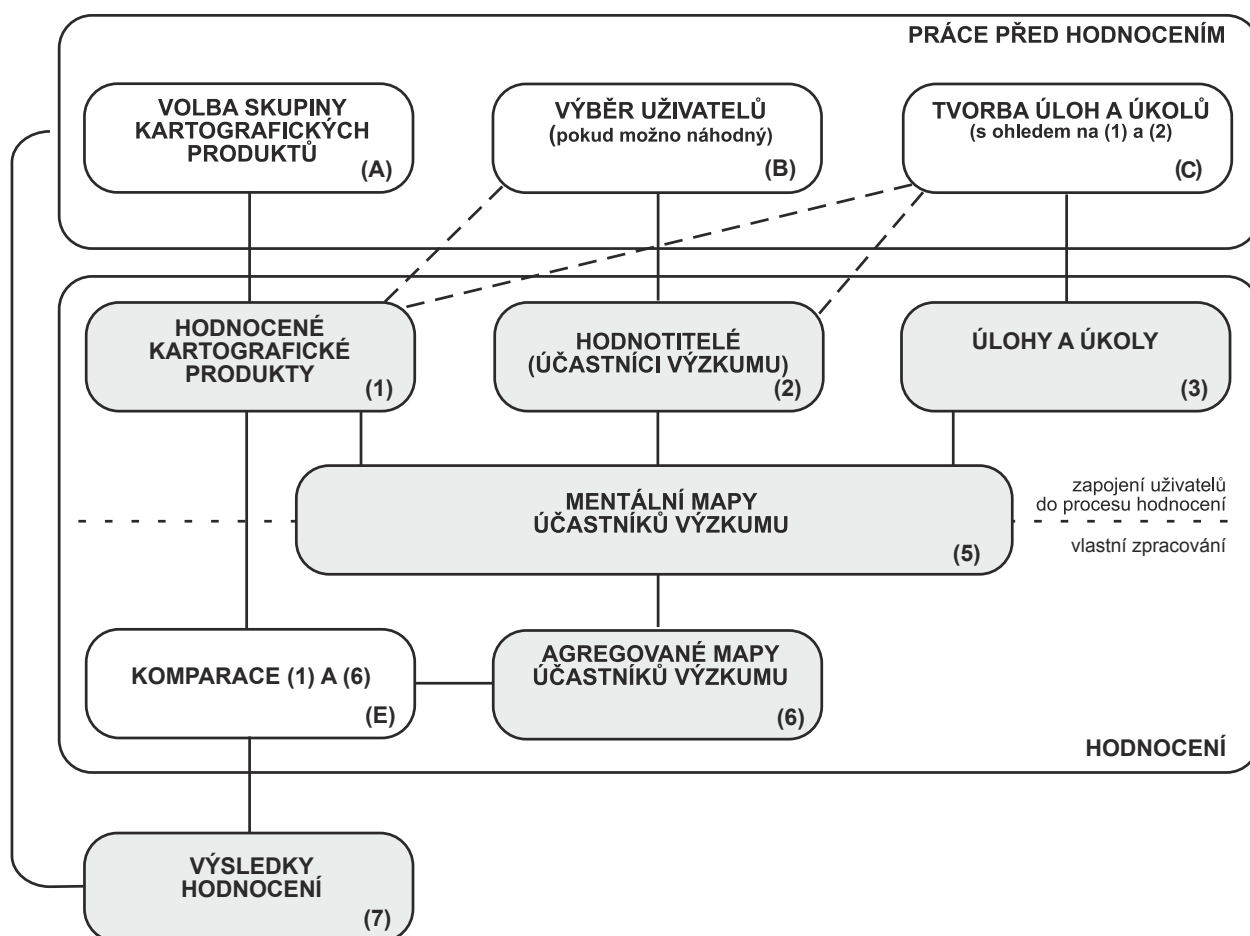 PRÁCE PŘED HODNOCENÍM
VOLBA SKUPINY
KARTOGRAFICKÝCH
PRODUKTŮ
(A)
VÝBĚR UŽIVATELŮ
(pokud možno náhodný)
(B)
TVORBA ÚLOH A ÚKOLŮ
(s ohledem na (1) a (2)
(C)
HODNOCENÉ
KARTOGRAFICKÉ
PRODUKTY
(1)
HODNOTITELÉ
(ÚČASTNÍCI VÝZKUMU)
(2)
ÚLOHY A ÚKOLY
(3)
MENTÁLNÍ MAPY
ÚČASTNÍKŮ VÝZKUMU
(5)
zapojení uživatelů
do procesu hodnocení
vlastní zpracování
KOMPARACE (1) A (6)
(E)
AGREGOVANÉ MAPY
ÚČASTNÍKŮ VÝZKUMU
(6)
HODNOCENÍ
VÝSLEDKY
HODNOCENÍ
(7)